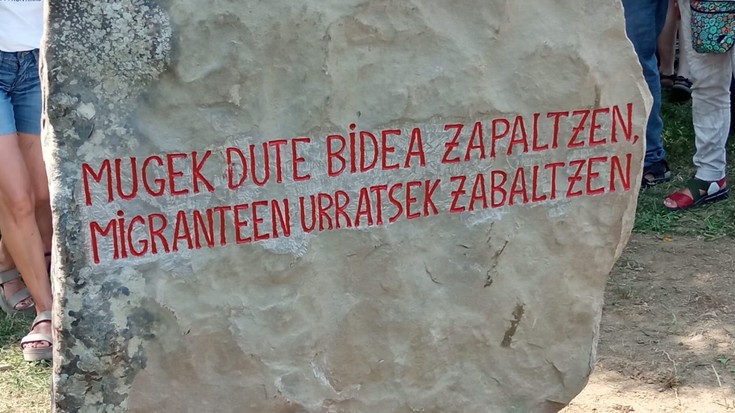 MUGEK DUTE BIDEA ZAPALTZEN,
MIGRANTEEN URRATSEK ZABALTZEN